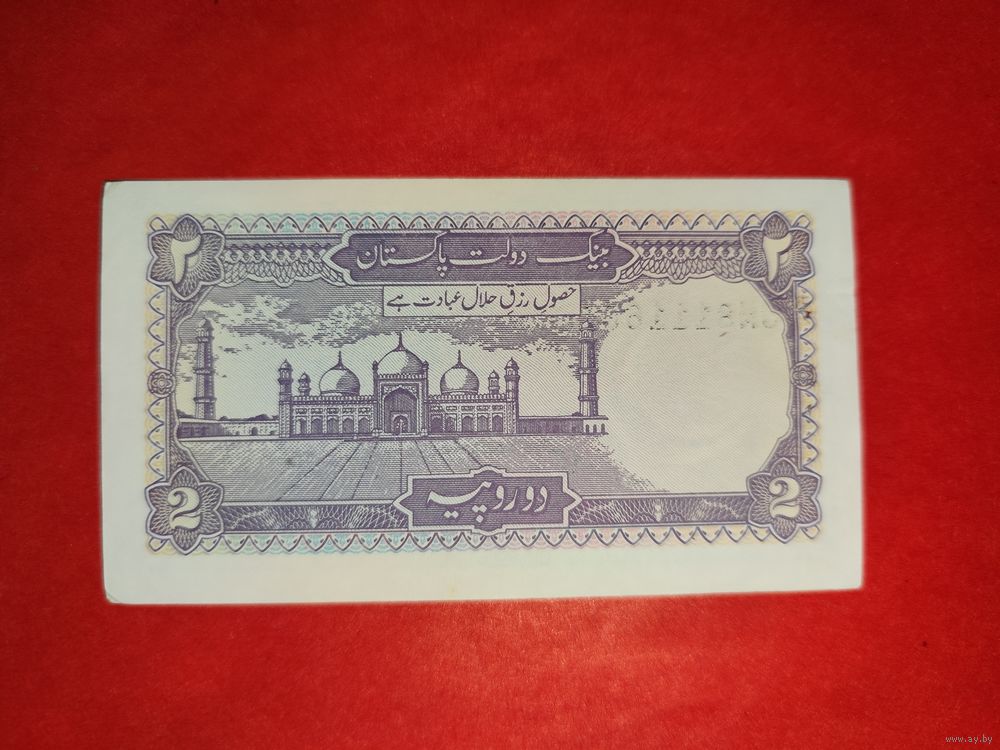 ۲ بینک دولت پاکستان ۲
حصولِ رزقِ حلال عبادت ہے
2 دو روپیہ 2
www.ay.by